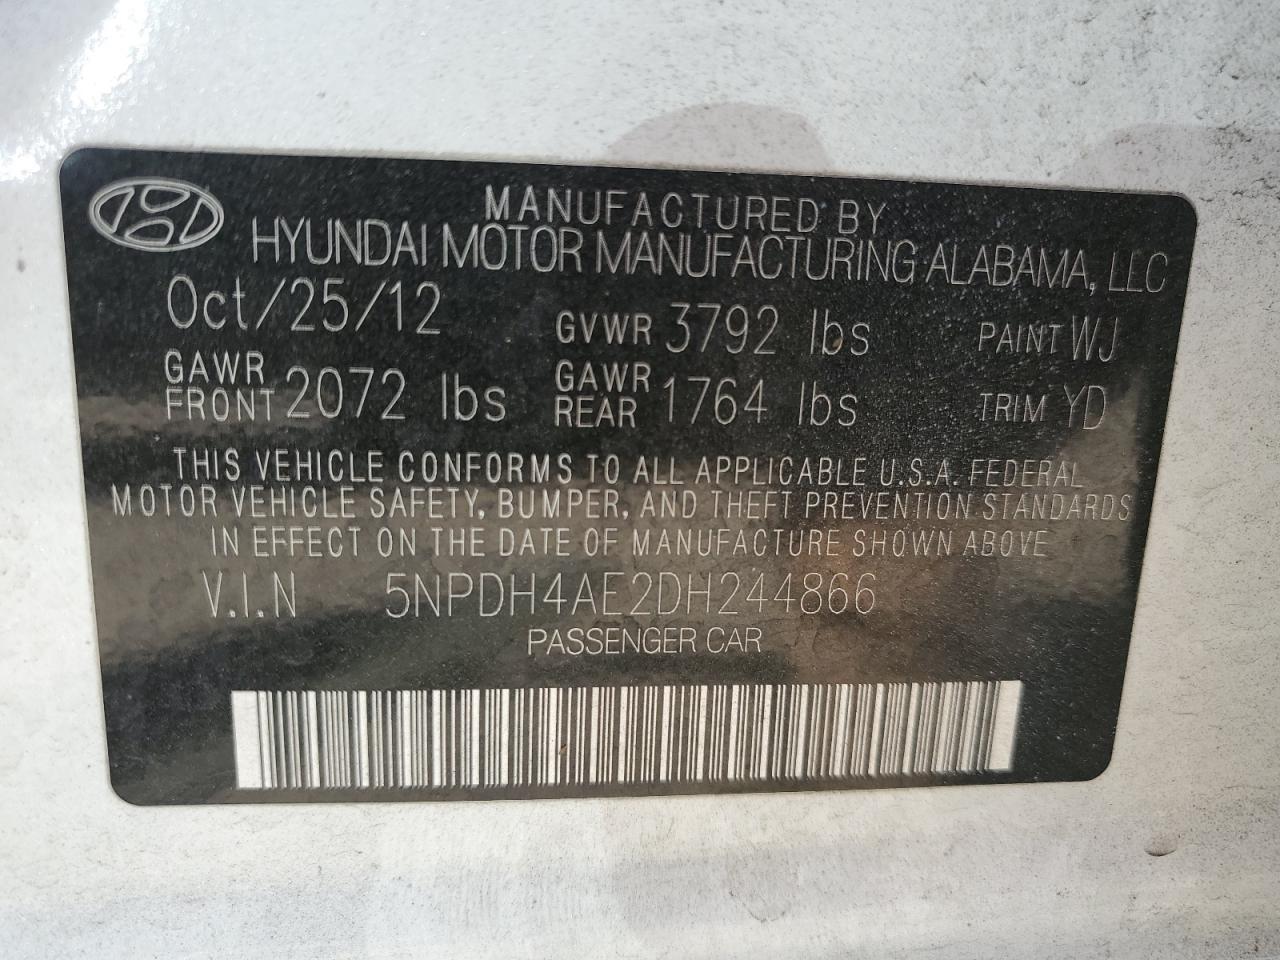 MANUFACTURED BY
HYUNDAI MOTOR MANUFACTURING ALABAMA, LLC
Oct/25/12 GVWR 3792 lbs PAINT WJ
GAWR FRONT 2072 lbs GAWR REAR 1764 lbs TRIM YD
THIS VEHICLE CONFORMS TO ALL APPLICABLE U.S.A. FEDERAL
MOTOR VEHICLE SAFETY, BUMPER, AND THEFT PREVENTION STANDARDS
IN EFFECT ON THE DATE OF MANUFACTURE SHOWN ABOVE
V.I.N 5NPDH4AE2DH244866
PASSENGER CAR